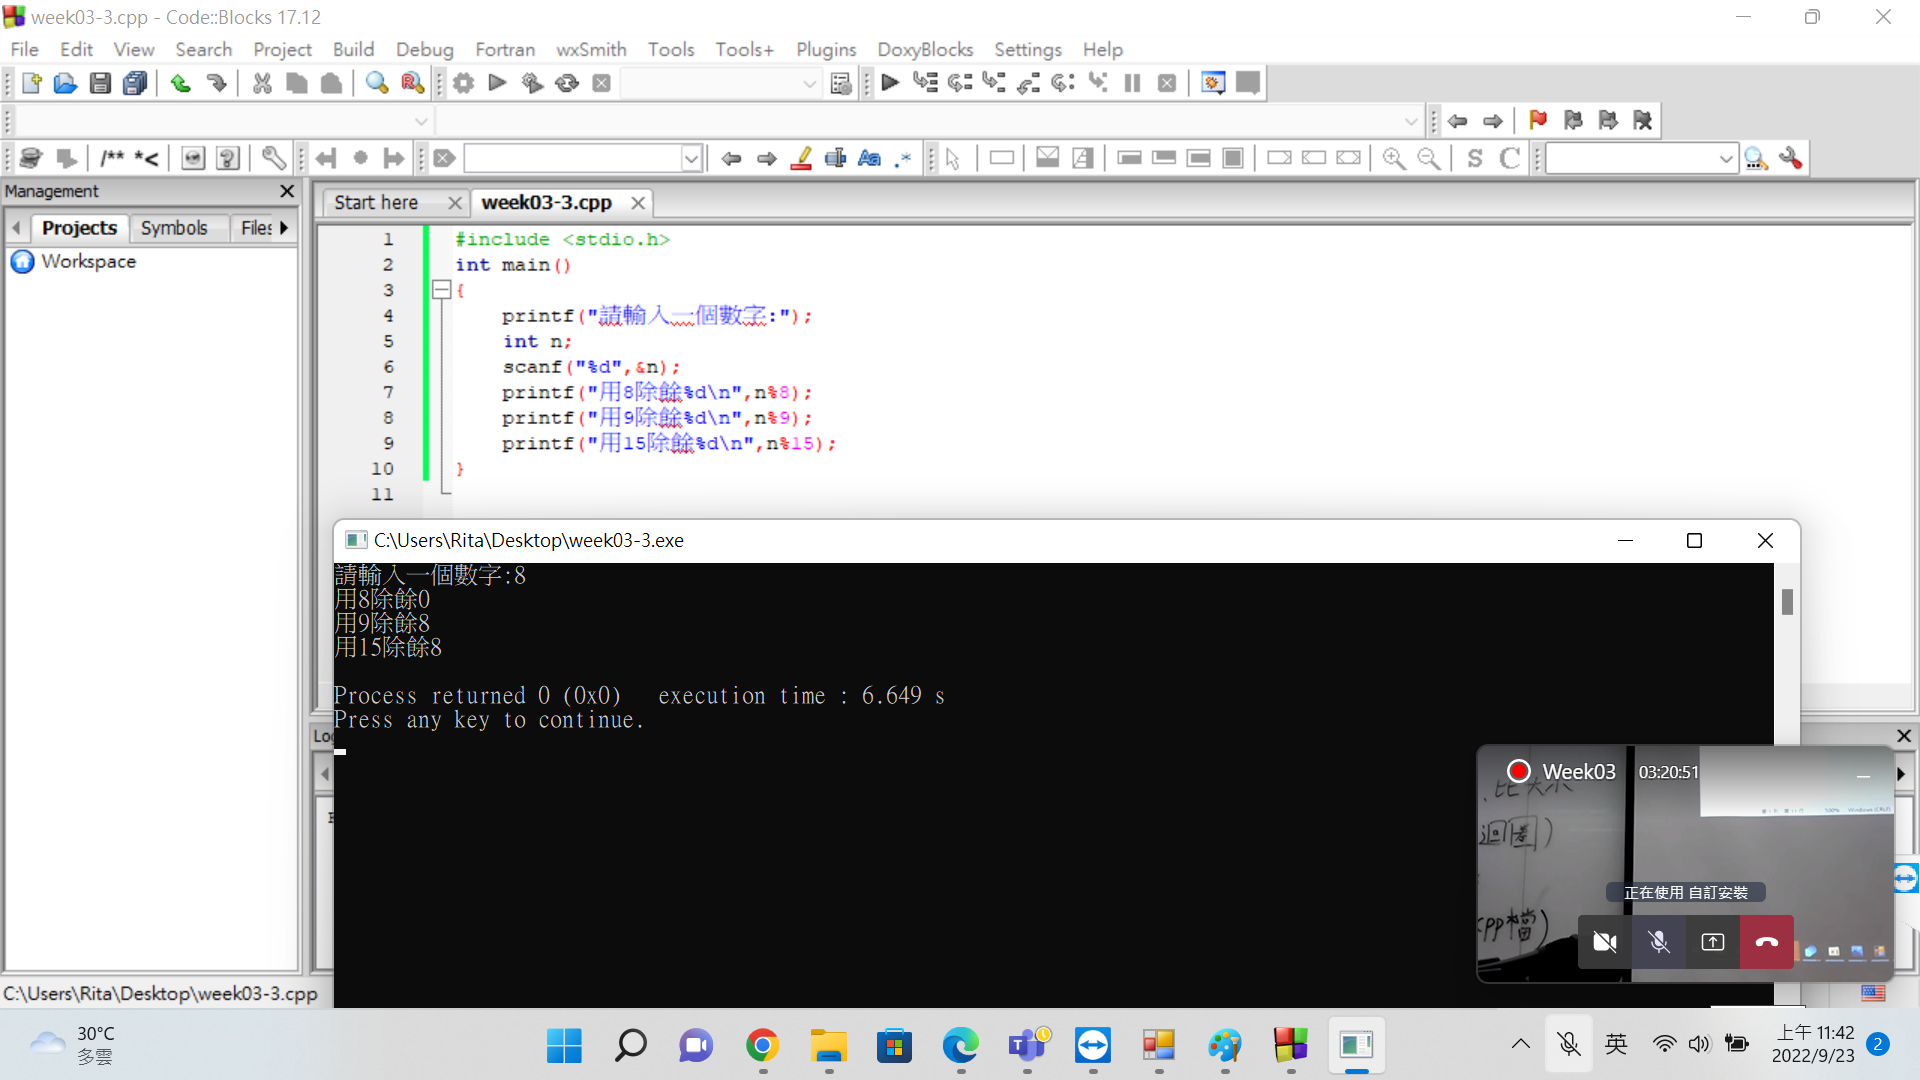 week03-3.cpp - Code::Blocks 17.12
File Edit View Search Project Build Debug Fortran wxSmith Tools Tools+ Plugins DoxyBlocks Settings Help
/** *<
S C
Management
Start here week03-3.cpp
Projects Symbols Files
Workspace
1 #include <stdio.h>
2 int main()
3 {
4 printf("請輸入一個數字:");
5 int n;
6 scanf("%d",&n);
7 printf("用8除餘%d\n",n%8);
8 printf("用9除餘%d\n",n%9);
9 printf("用15除餘%d\n",n%15);
10 }
11
C:\Users\Rita\Desktop\week03-3.exe
請輸入一個數字:8
用8除餘0
用9除餘8
用15除餘8
Process returned 0 (0x0)   execution time : 6.649 s
Press any key to continue.
Week03 03:20:51
正在使用 自訂安裝
C:\Users\Rita\Desktop\week03-3.cpp
30°C
多雲
英
上午 11:42
2022/9/23
2